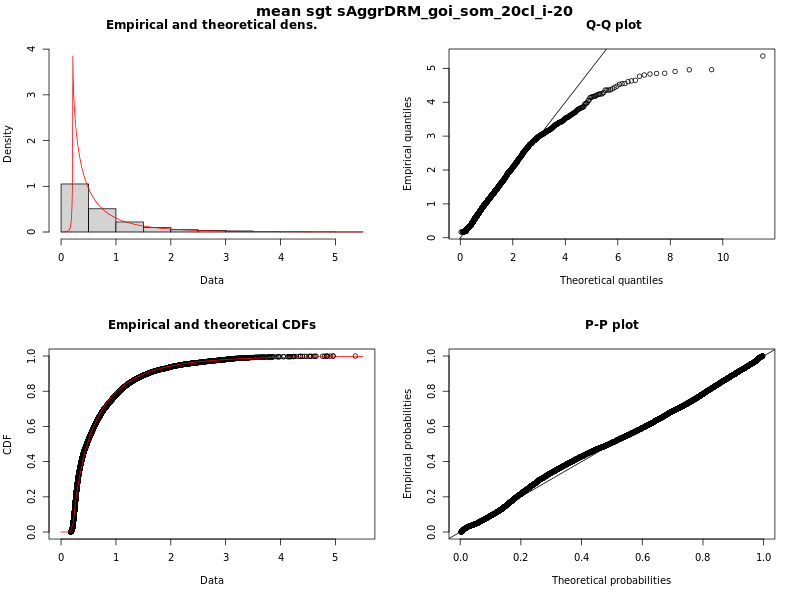 mean sgt sAggrDRM_goi_som_20cl_i-20
Empirical and theoretical dens.
Density
0 1 2 3 4
0 1 2 3 4 5
Data
Q-Q plot
Empirical quantiles
0 1 2 3 4 5
0 2 4 6 8 10
Theoretical quantiles
Empirical and theoretical CDFs
CDF
0.0 0.2 0.4 0.6 0.8 1.0
0 1 2 3 4 5
Data
P-P plot
Empirical probabilities
0.0 0.2 0.4 0.6 0.8 1.0
0.0 0.2 0.4 0.6 0.8 1.0
Theoretical probabilities